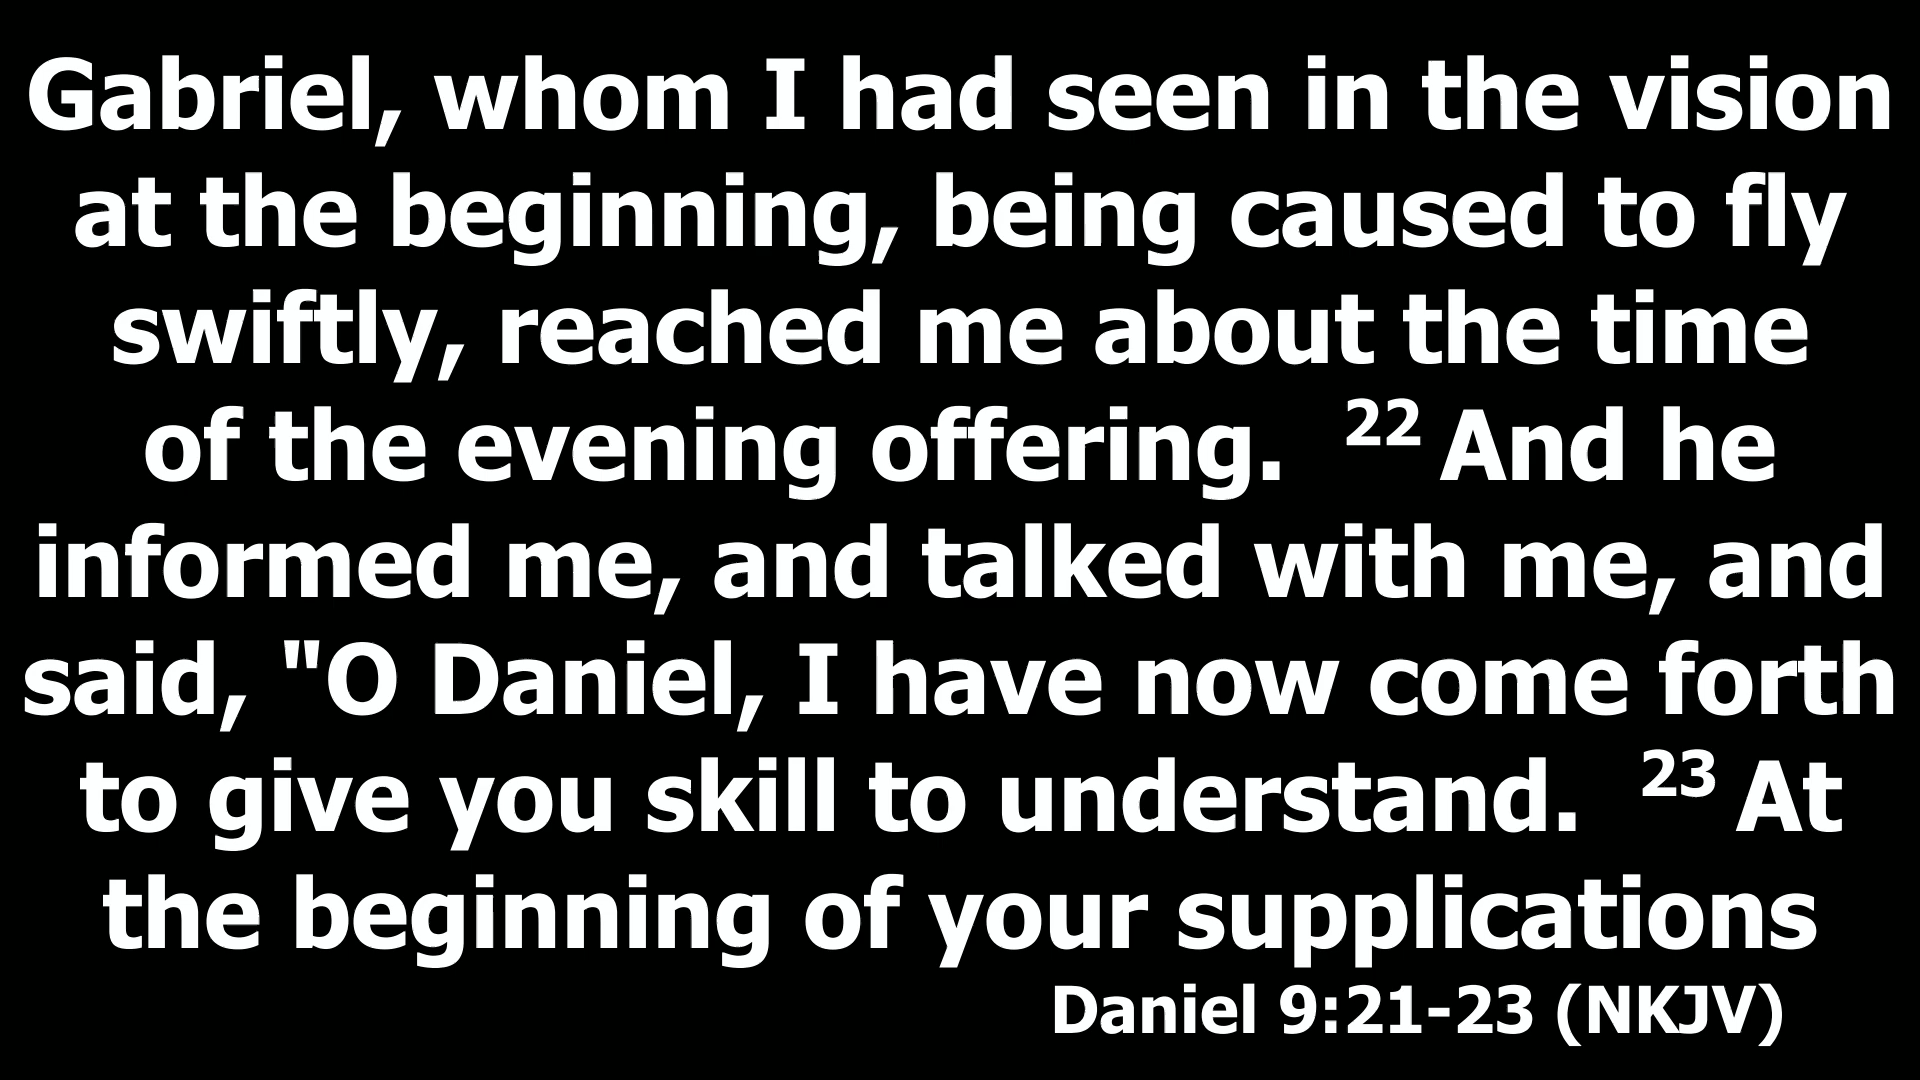 Gabriel, whom I had seen in the vision
at the beginning, being caused to fly
swiftly, reached me about the time
of the evening offering.  22 And he
informed me, and talked with me, and
said, "O Daniel, I have now come forth
to give you skill to understand.  23 At
the beginning of your supplications
Daniel 9:21-23 (NKJV)